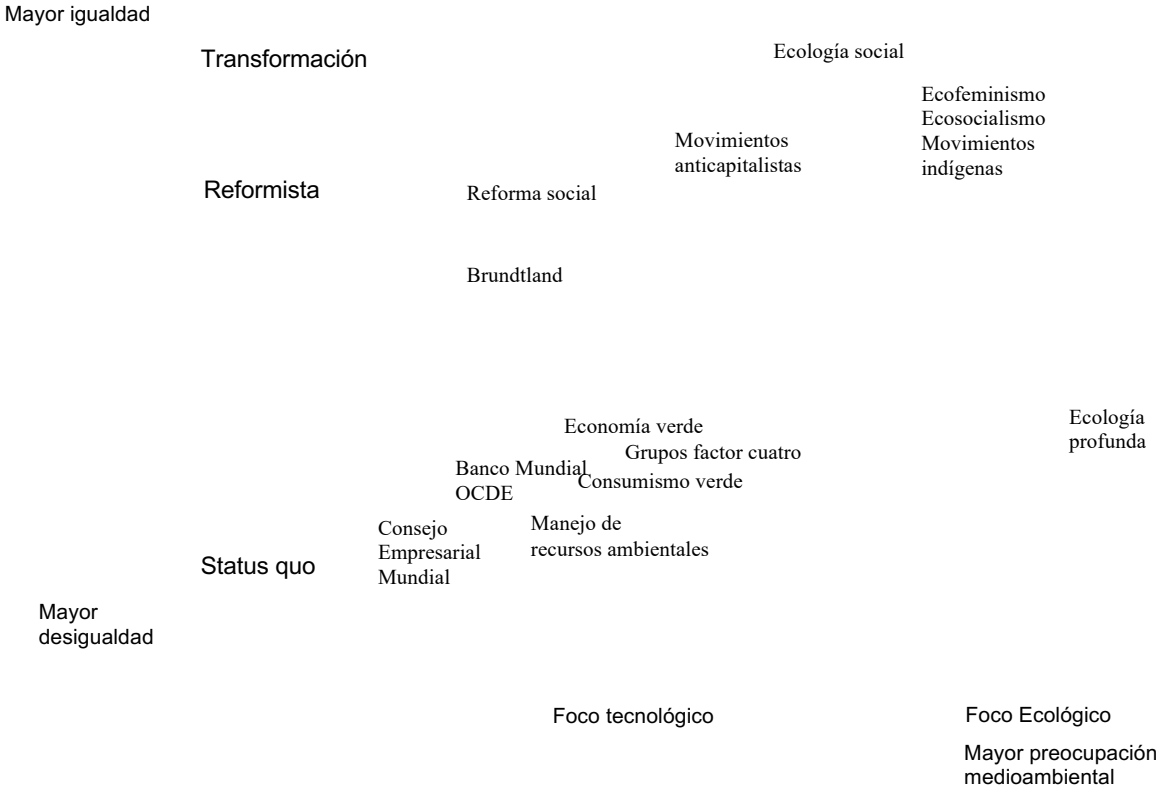 Mayor igualdad
Transformación
Ecología social
Ecofeminismo
Ecosocialismo
Movimientos
indígenas
Movimientos
anticapitalistas
Reformista
Reforma social
Brundtland
Ecología
profunda
Economía verde
Grupos factor cuatro
Banco Mundial
OCDE
Consumismo verde
Consejo
Empresarial
Mundial
Manejo de
recursos ambientales
Status quo
Mayor
desigualdad
Foco tecnológico
Foco Ecológico
Mayor preocupación
medioambiental